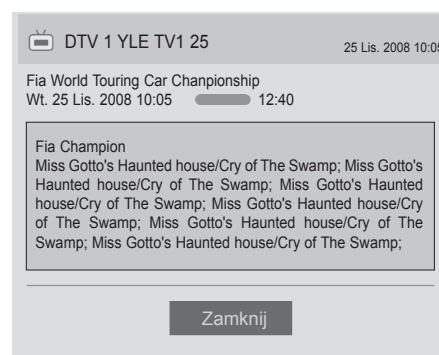 DTV 1 YLE TV1 25
25 Lis. 2008 10:05
Fia World Touring Car Chanpionship
Wt. 25 Lis. 2008 10:05 12:40
Fia Champion
Miss Gotto's Haunted house/Cry of The Swamp; Miss Gotto's
Haunted house/Cry of The Swamp; Miss Gotto's Haunted
house/Cry of The Swamp; Miss Gotto's Haunted house/Cry
of The Swamp; Miss Gotto's Haunted house/Cry of The
Swamp; Miss Gotto's Haunted house/Cry of The Swamp;
Zamknij